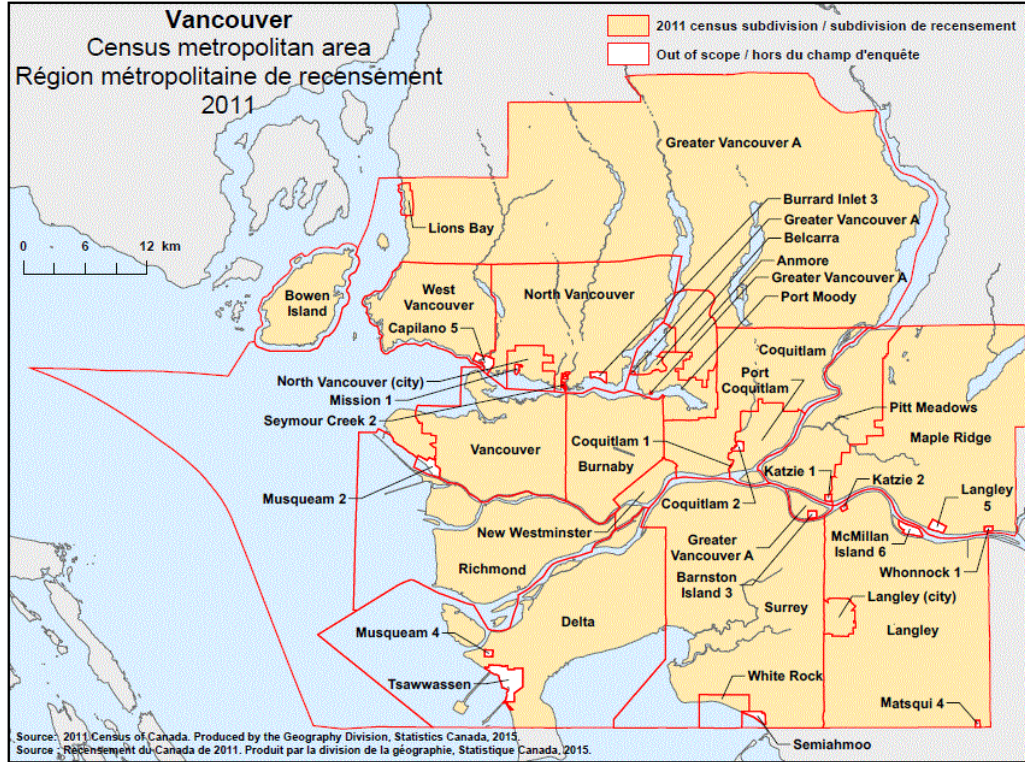 Vancouver
Census metropolitan area
Région métropolitaine de recensement
2011
2011 census subdivision / subdivision de recensement
Out of scope / hors du champ d'enquête
Greater Vancouver A
Burrard Inlet 3
Greater Vancouver A
Belcarra
Anmore
Greater Vancouver A
Port Moody
Lions Bay
0 6 12 km
Bowen
Island
West
Vancouver
North Vancouver
Capilano 5
North Vancouver (city)
Mission 1
Seymour Creek 2
Coquitlam
Port
Coquitlam
Pitt Meadows
Maple Ridge
Vancouver
Burnaby
Coquitlam 1
Katzie 1
Katzie 2
Langley
5
Musqueam 2
Coquitlam 2
New Westminster
Greater
Vancouver A
McMillan
Island 6
Whonnock 1
Richmond
Barnston
Island 3
Surrey
Langley (city)
Langley
Delta
Musqueam 4
Tsawwassen
White Rock
Matsqui 4
Semiahmoo
Source: 2011 Census of Canada. Produced by the Geography Division, Statistics Canada, 2015.
Source : Recensement du Canada de 2011. Produit par la division de la géographie, Statistique Canada, 2015.